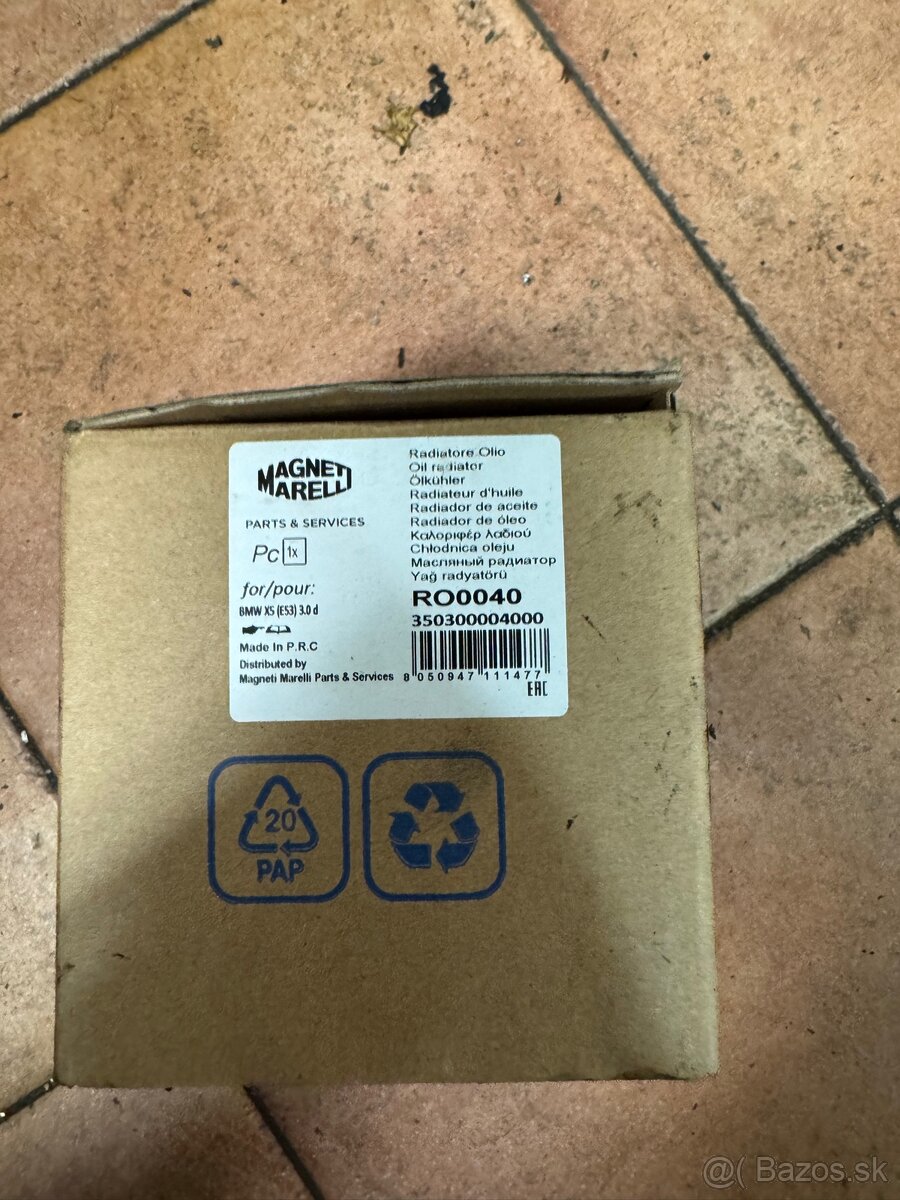 MAGNETI
MARELLI
PARTS & SERVICES
Pc 1x
for/pour:
BMW X5 (E53) 3.0 d
Made In P.R.C
Distributed by
Magneti Marelli Parts & Services
Radiatore Olio
Oil radiator
Ölkühler
Radiateur d'huile
Radiador de aceite
Radiador de óleo
Καλοριφέρ λαδιού
Chłodnica oleju
Масляный радиатор
Yağ radyatörü
RO0040
350300004000
8 050947 111477
EAC
20
PAP
@( Bazos.sk